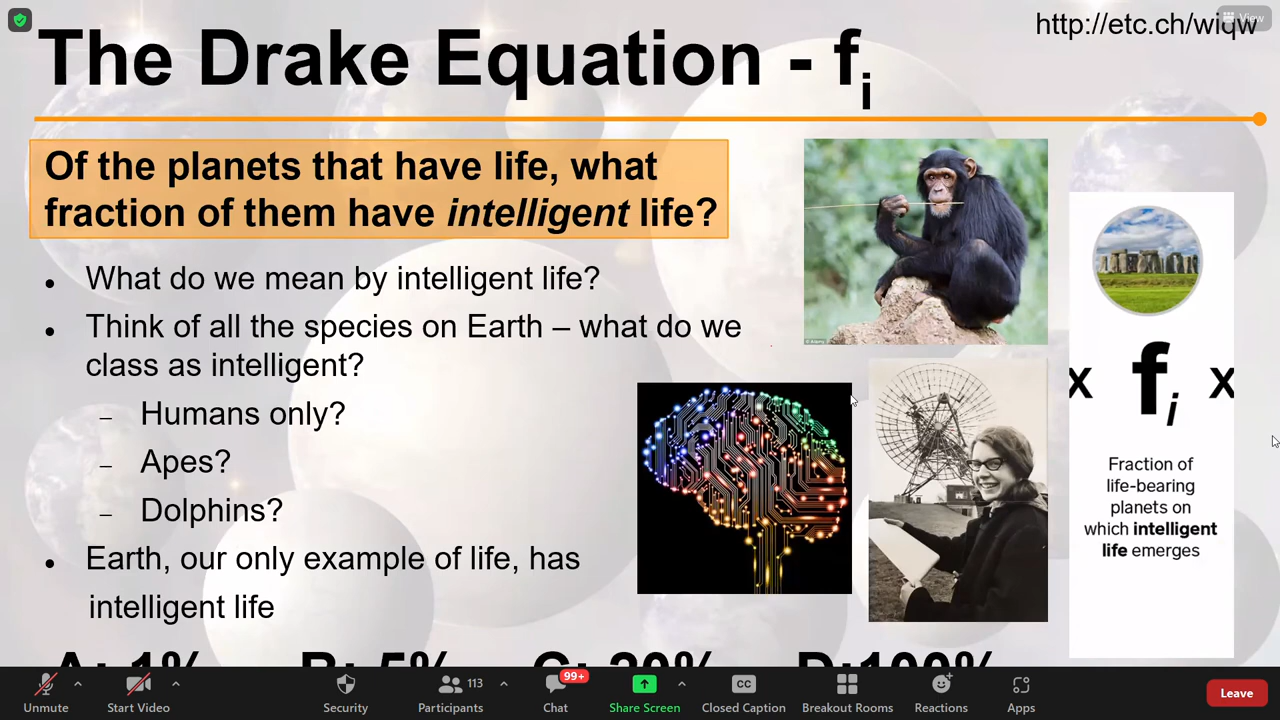 http://etc.ch/wiqw
View
The Drake Equation - fi
Of the planets that have life, what
fraction of them have intelligent life?
● What do we mean by intelligent life?
● Think of all the species on Earth – what do we
class as intelligent?
– Humans only?
– Apes?
– Dolphins?
● Earth, our only example of life, has
intelligent life
x fi x
Fraction of
life-bearing
planets on
which intelligent
life emerges
A: 1% B: 5% C: 20% D:100%
Unmute
Start Video
Security
113
Participants
99+
Chat
Share Screen
CC
Closed Caption
Breakout Rooms
Reactions
Apps
Leave